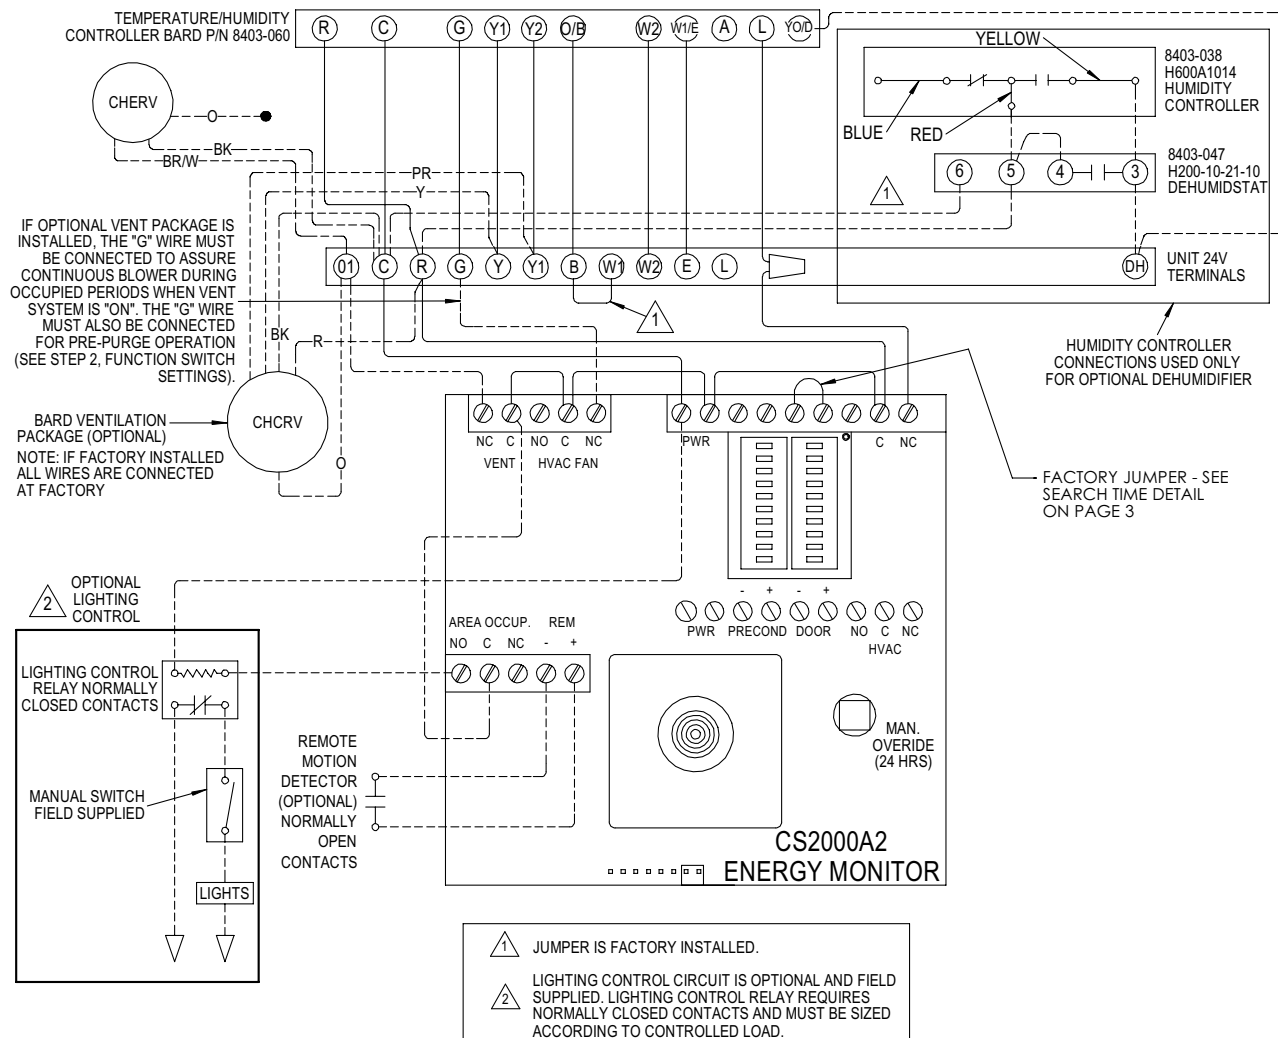 TEMPERATURE/HUMIDITY
CONTROLLER BARD P/N 8403-060
R C G Y1 Y2 O/B W2 W1/E A L YO/D
YELLOW
8403-038
H600A1014
HUMIDITY
CONTROLLER
BLUE RED
CHERV
O
BK
BR/W
PR
Y
8403-047
H200-10-21-10
DEHUMIDSTAT
6 5 4 3
1
IF OPTIONAL VENT PACKAGE IS
INSTALLED, THE "G" WIRE MUST
BE CONNECTED TO ASSURE
CONTINUOUS BLOWER DURING
OCCUPIED PERIODS WHEN VENT
SYSTEM IS "ON". THE "G" WIRE
MUST ALSO BE CONNECTED
FOR PRE-PURGE OPERATION
(SEE STEP 2, FUNCTION SWITCH
SETTINGS).
01 C R G Y Y1 B W1 W2 E L DH
UNIT 24V
TERMINALS
1
BK
R
HUMIDITY CONTROLLER
CONNECTIONS USED ONLY
FOR OPTIONAL DEHUMIDIFIER
BARD VENTILATION
PACKAGE (OPTIONAL)
NOTE: IF FACTORY INSTALLED
ALL WIRES ARE CONNECTED
AT FACTORY
CHCRV
O
NC C NO C NC
VENT HVAC FAN
PWR C NC
FACTORY JUMPER - SEE
SEARCH TIME DETAIL
ON PAGE 3
2
OPTIONAL
LIGHTING
CONTROL
- + - +
PWR PRECOND DOOR NO C NC
HVAC
AREA OCCUP. REM
NO C NC - +
LIGHTING CONTROL
RELAY NORMALLY
CLOSED CONTACTS
MANUAL SWITCH
FIELD SUPPLIED
LIGHTS
REMOTE
MOTION
DETECTOR
(OPTIONAL)
NORMALLY
OPEN
CONTACTS
MAN.
OVERIDE
(24 HRS)
CS2000A2
ENERGY MONITOR
1 JUMPER IS FACTORY INSTALLED.
2 LIGHTING CONTROL CIRCUIT IS OPTIONAL AND FIELD
SUPPLIED. LIGHTING CONTROL RELAY REQUIRES
NORMALLY CLOSED CONTACTS AND MUST BE SIZED
ACCORDING TO CONTROLLED LOAD.